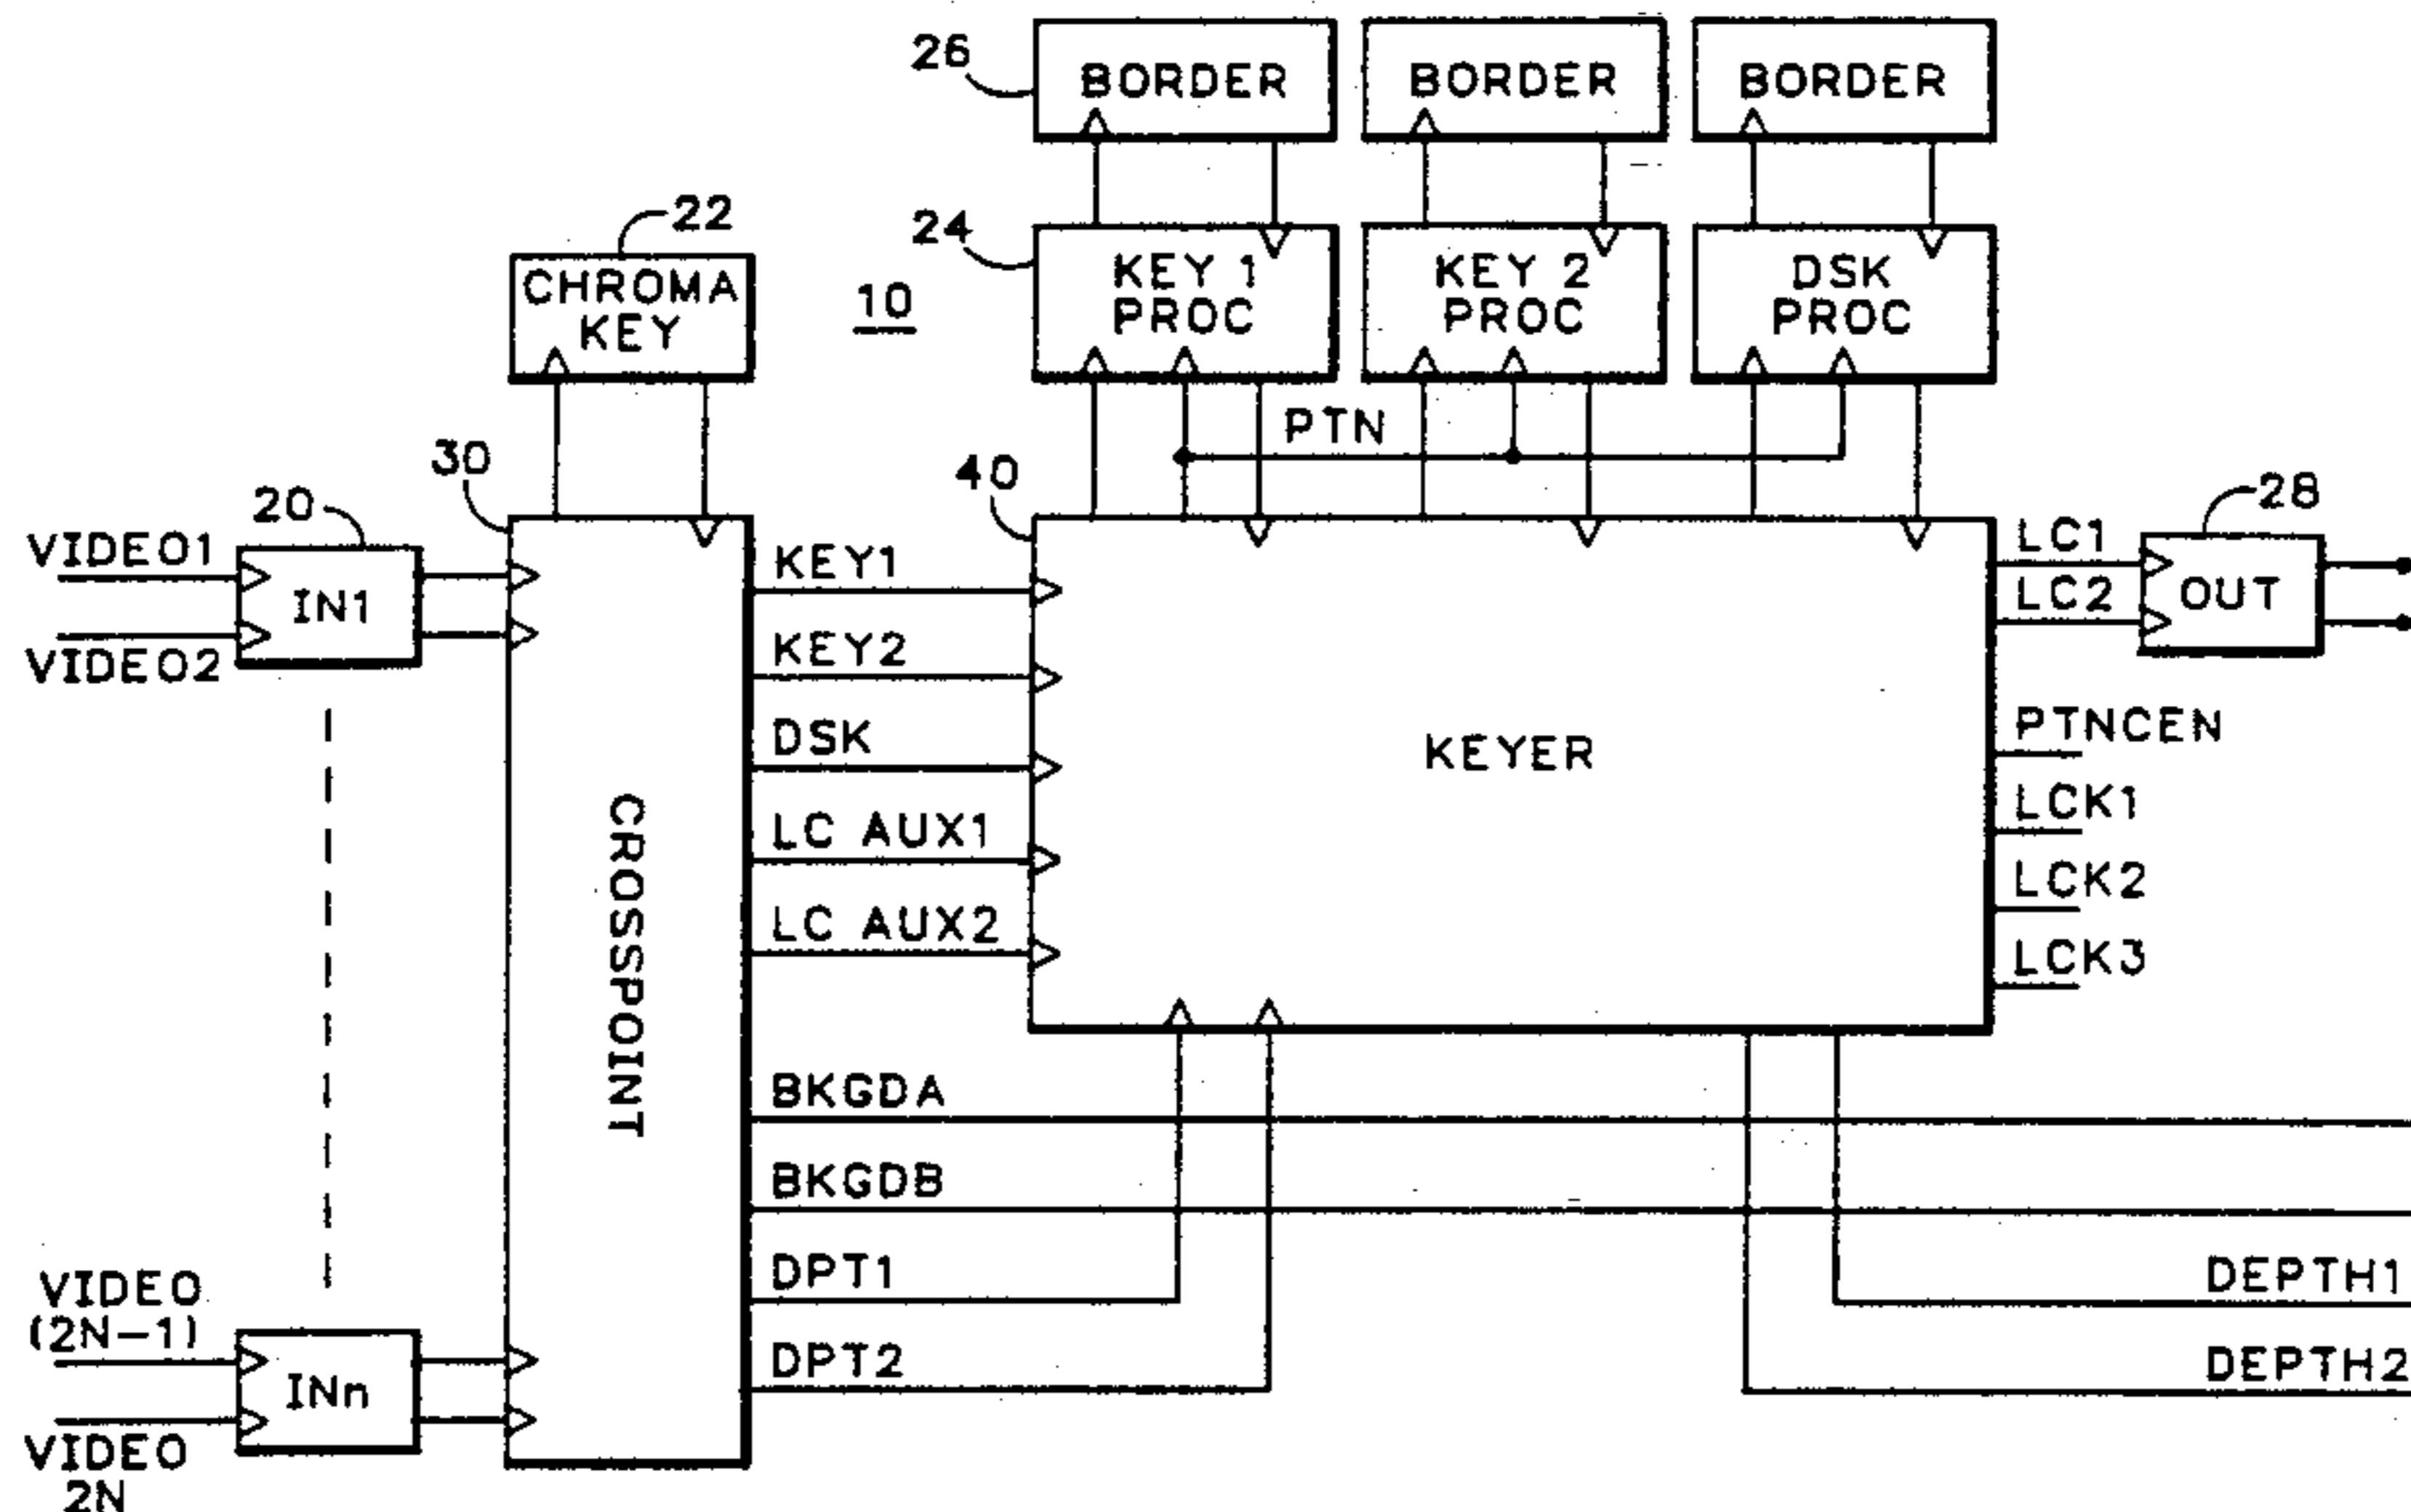 26
BORDER
BORDER
BORDER
22
24
CHROMA
KEY
10
KEY 1
PROC
KEY 2
PROC
DSK
PROC
PTN
30
40
20
28
VIDEO1
IN1
VIDEO2
KEY1
KEY2
DSK
LC AUX1
LC AUX2
CROSSPOINT
KEYER
LC1
LC2
OUT
PTNCEN
LCK1
LCK2
LCK3
BKGDA
BKGDB
DPT1
DPT2
DEPTH1
DEPTH2
VIDEO
(2N-1)
INn
VIDEO
2N